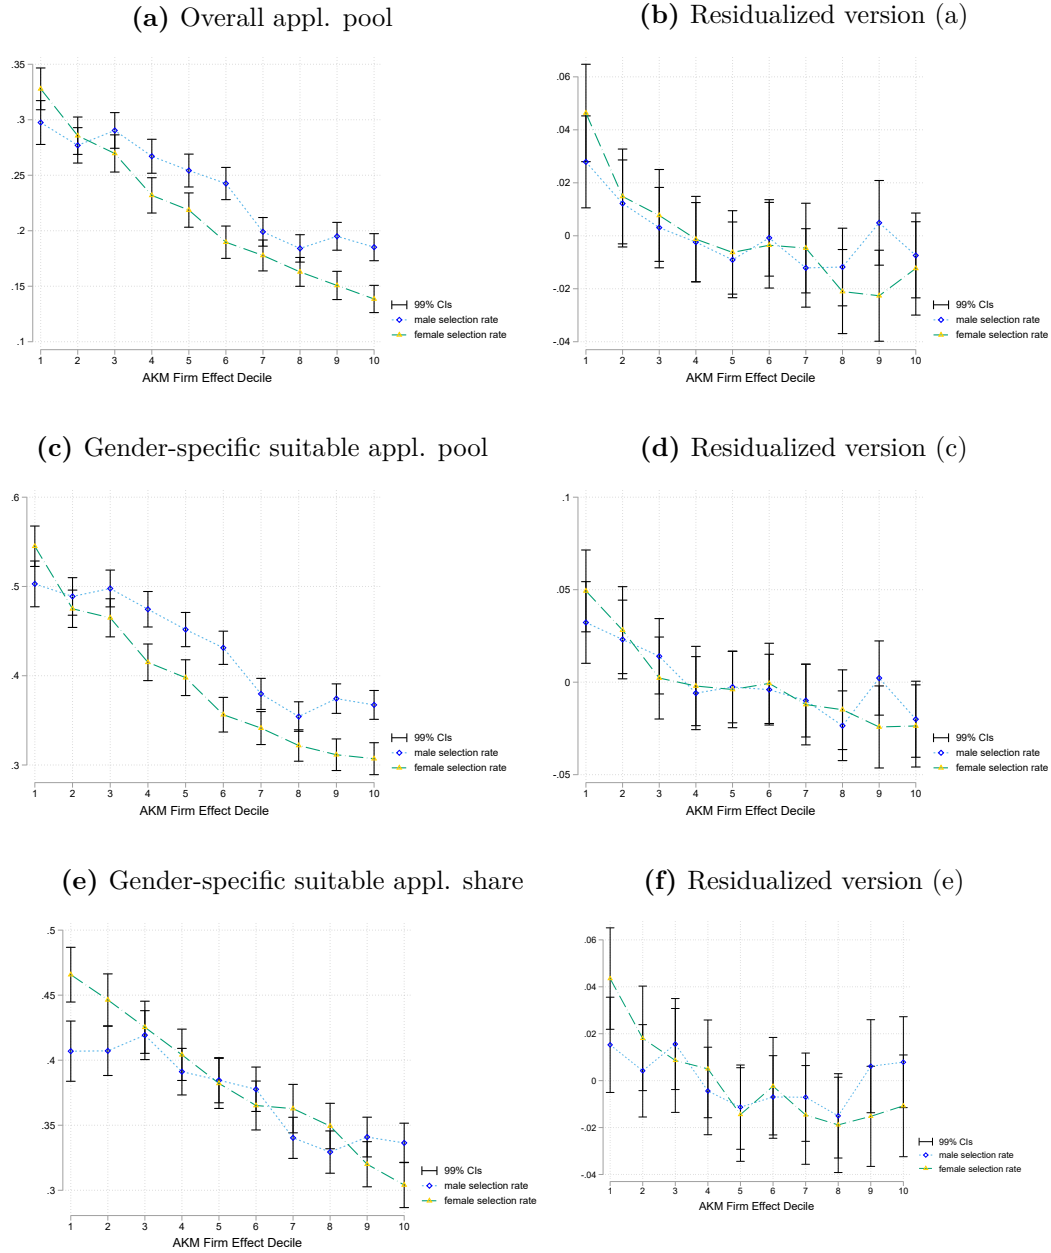 (a) Overall appl. pool
.35
.3
.25
.2
.15
.1
1 2 3 4 5 6 7 8 9 10
AKM Firm Effect Decile
99% CIs
male selection rate
female selection rate
(b) Residualized version (a)
.06
.04
.02
0
-.02
-.04
1 2 3 4 5 6 7 8 9 10
AKM Firm Effect Decile
99% CIs
male selection rate
female selection rate
(c) Gender-specific suitable appl. pool
.6
.5
.4
.3
1 2 3 4 5 6 7 8 9 10
AKM Firm Effect Decile
99% CIs
male selection rate
female selection rate
(d) Residualized version (c)
.1
.05
0
-.05
1 2 3 4 5 6 7 8 9 10
AKM Firm Effect Decile
99% CIs
male selection rate
female selection rate
(e) Gender-specific suitable appl. share
.5
.45
.4
.35
.3
1 2 3 4 5 6 7 8 9 10
AKM Firm Effect Decile
99% CIs
male selection rate
female selection rate
(f) Residualized version (e)
.06
.04
.02
0
-.02
-.04
1 2 3 4 5 6 7 8 9 10
AKM Firm Effect Decile
99% CIs
male selection rate
female selection rate